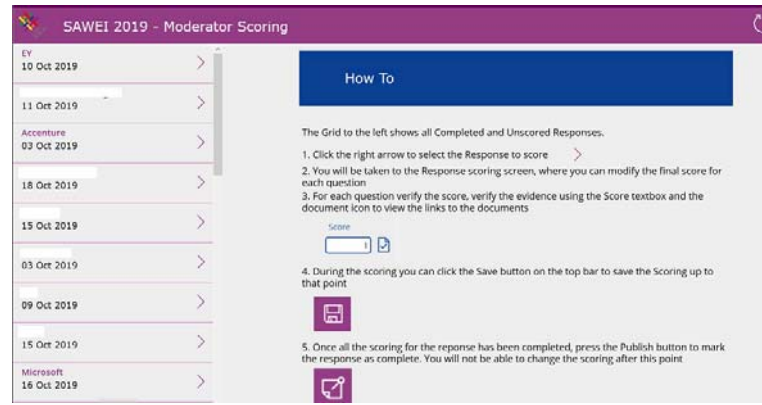 SAWEI 2019 - Moderator Scoring
EY
10 Oct 2019
11 Oct 2019
Accenture
03 Oct 2019
18 Oct 2019
15 Oct 2019
03 Oct 2019
09 Oct 2019
15 Oct 2019
Microsoft
16 Oct 2019
How To
The Grid to the left shows all Completed and Unscored Responses.
1. Click the right arrow to select the Response to score
2. You will be taken to the Response scoring screen, where you can modify the final score for
each question
3. For each question verify the score, verify the evidence using the Score textbox and the
document icon to view the links to the documents
Score
1
4. During the scoring you can click the Save button on the top bar to save the Scoring up to
that point
5. Once all the scoring for the reponse has been completed, press the Publish button to mark
the response as complete. You will not be able to change the scoring after this point